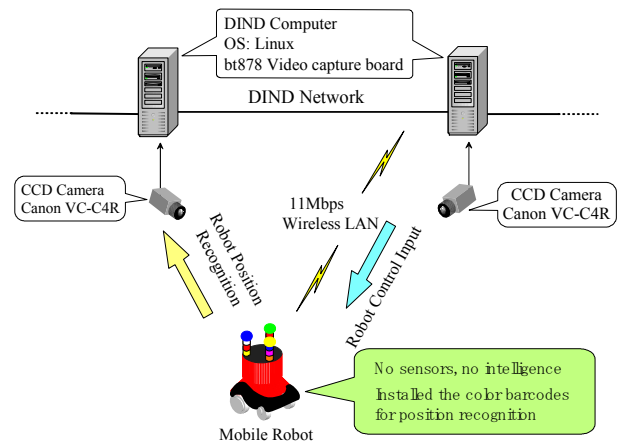 DIND Computer
OS: Linux
bt878 Video capture board
DIND Network
CCD Camera
Canon VC-C4R
11Mbps
Wireless LAN
CCD Camera
Canon VC-C4R
Robot Position
Recognition
Robot Control Input
No sensors, no intelligence
Installed the color barcodes
for position recognition
Mobile Robot